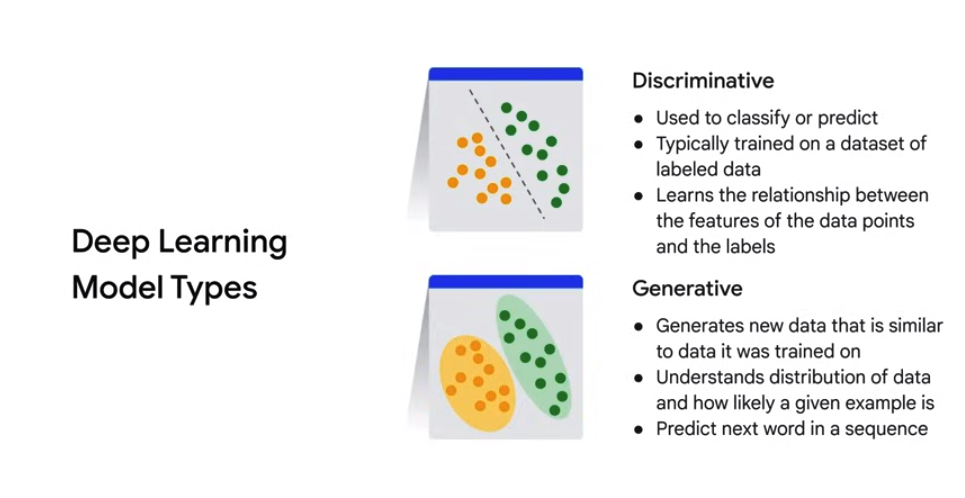 Deep Learning
Model Types
Discriminative
● Used to classify or predict
● Typically trained on a dataset of
labeled data
● Learns the relationship between
the features of the data points
and the labels
Generative
● Generates new data that is similar
to data it was trained on
● Understands distribution of data
and how likely a given example is
● Predict next word in a sequence